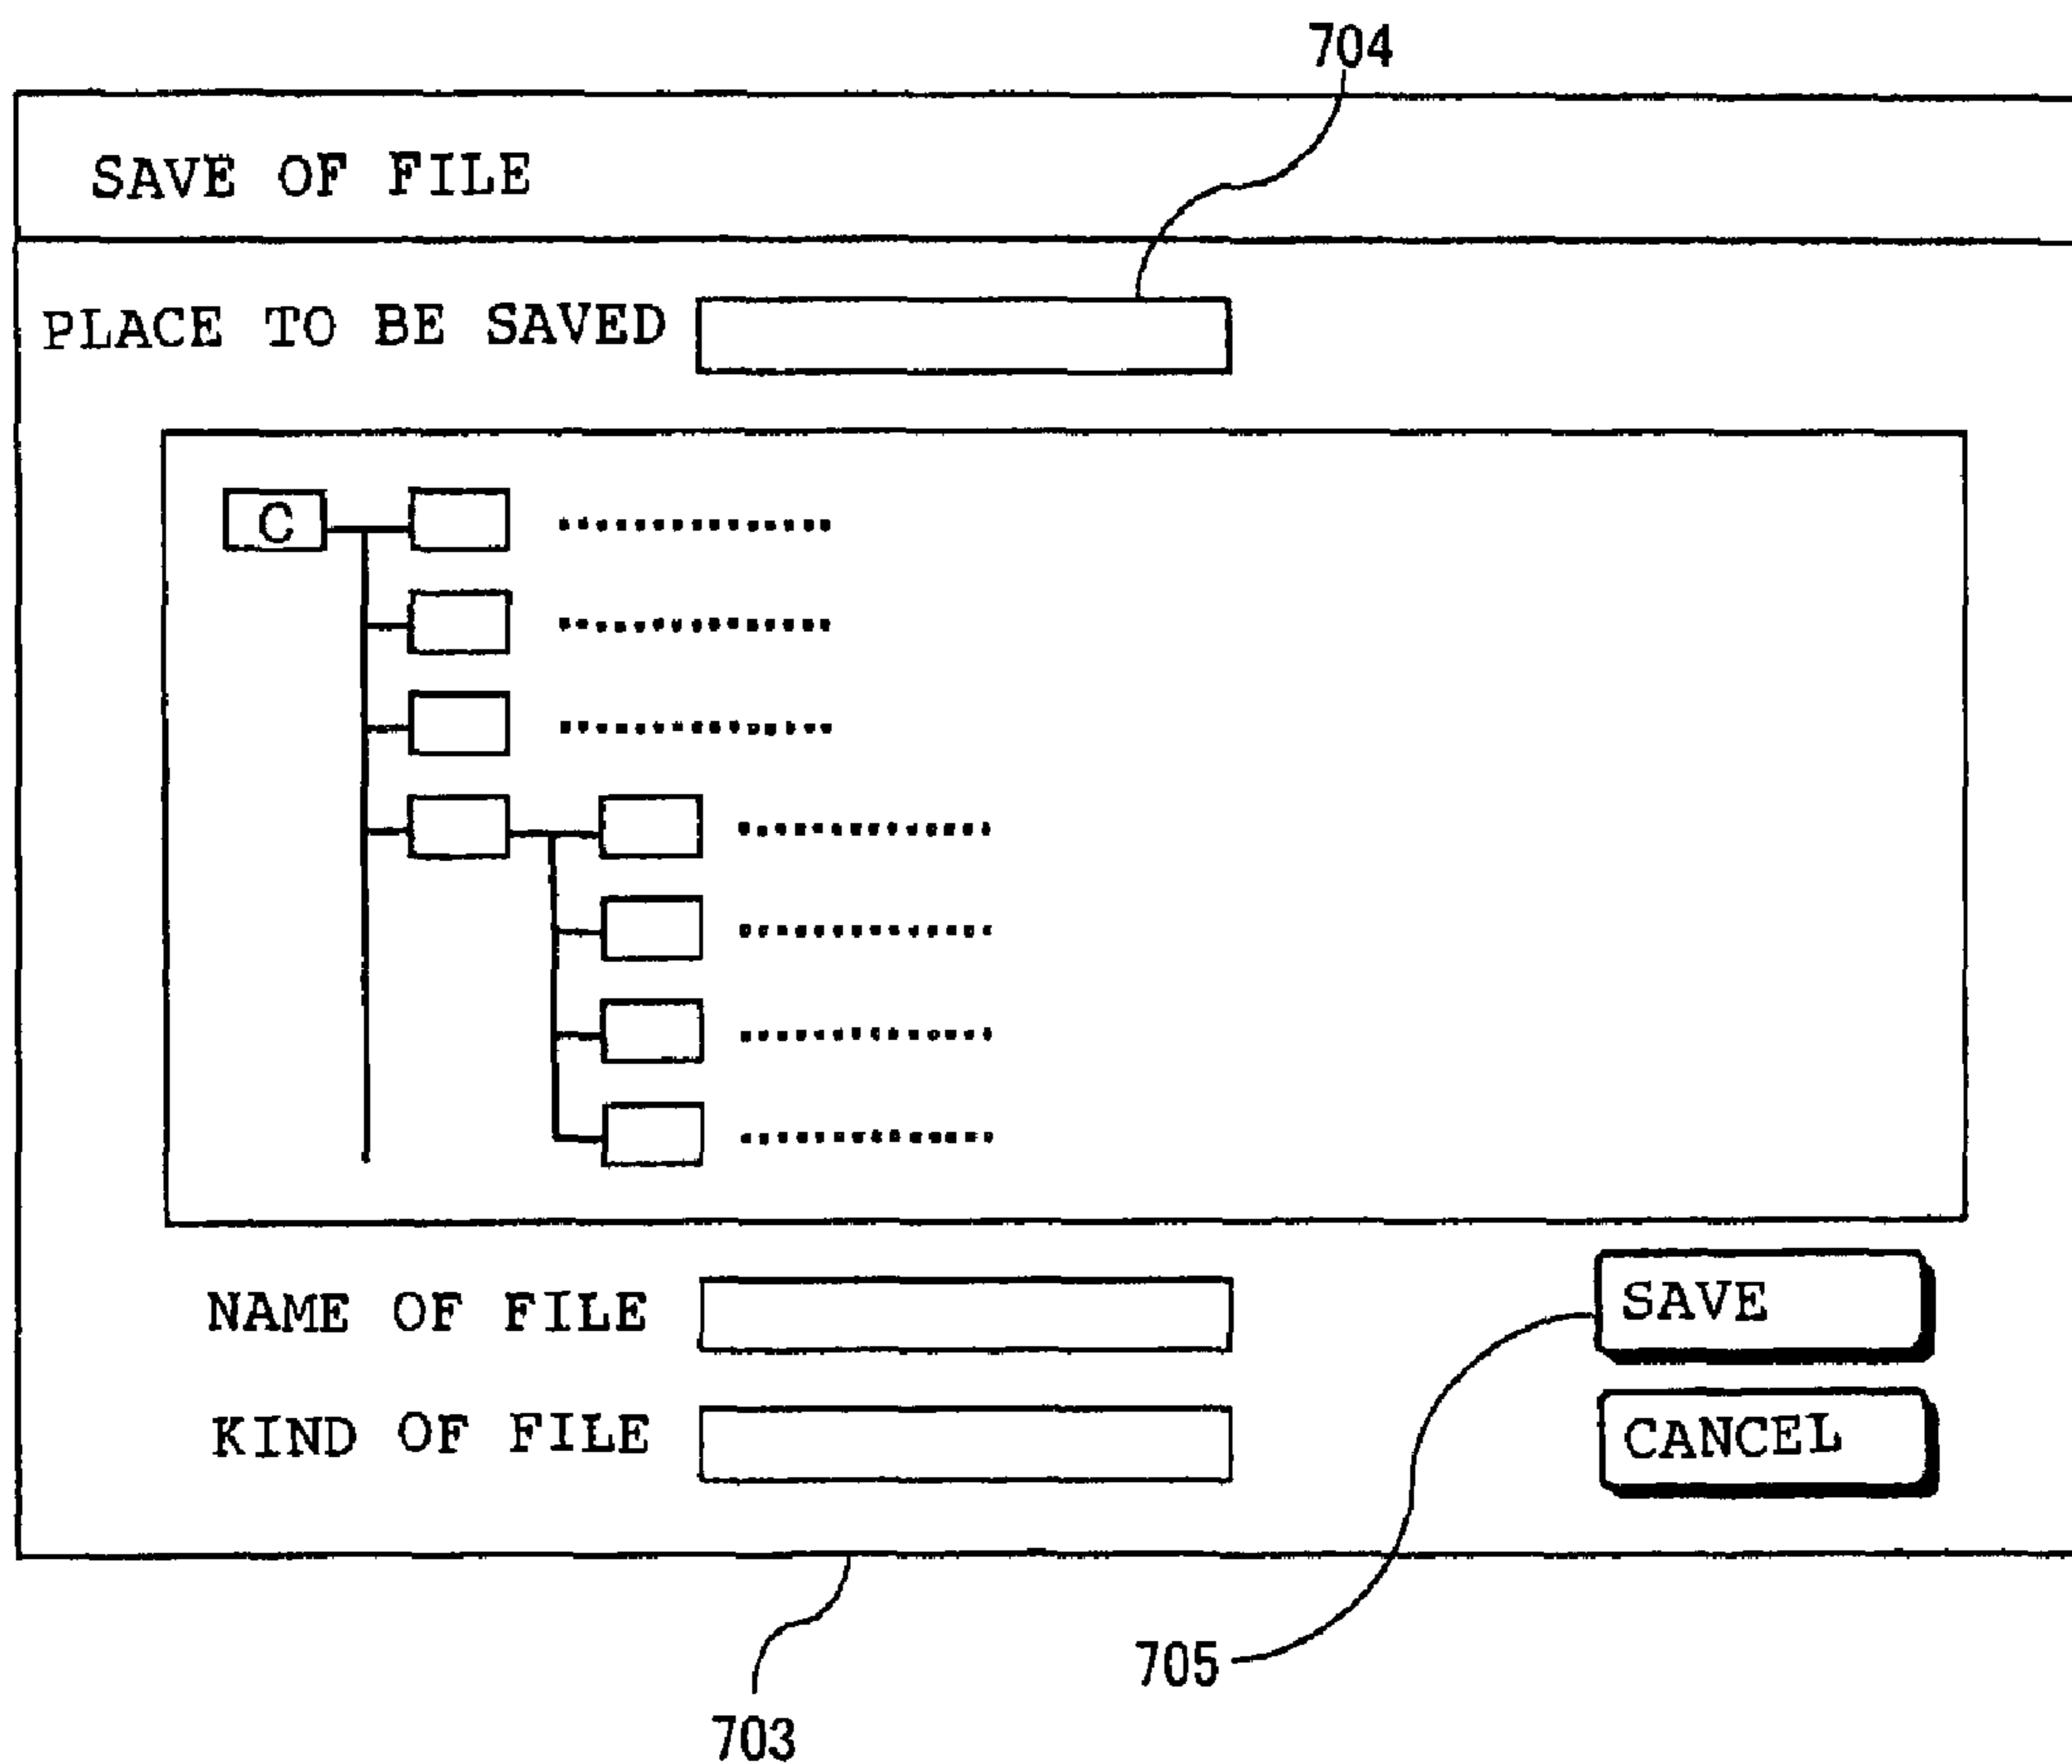 704
SAVE OF FILE
PLACE TO BE SAVED
C
NAME OF FILE
SAVE
KIND OF FILE
CANCEL
705
703